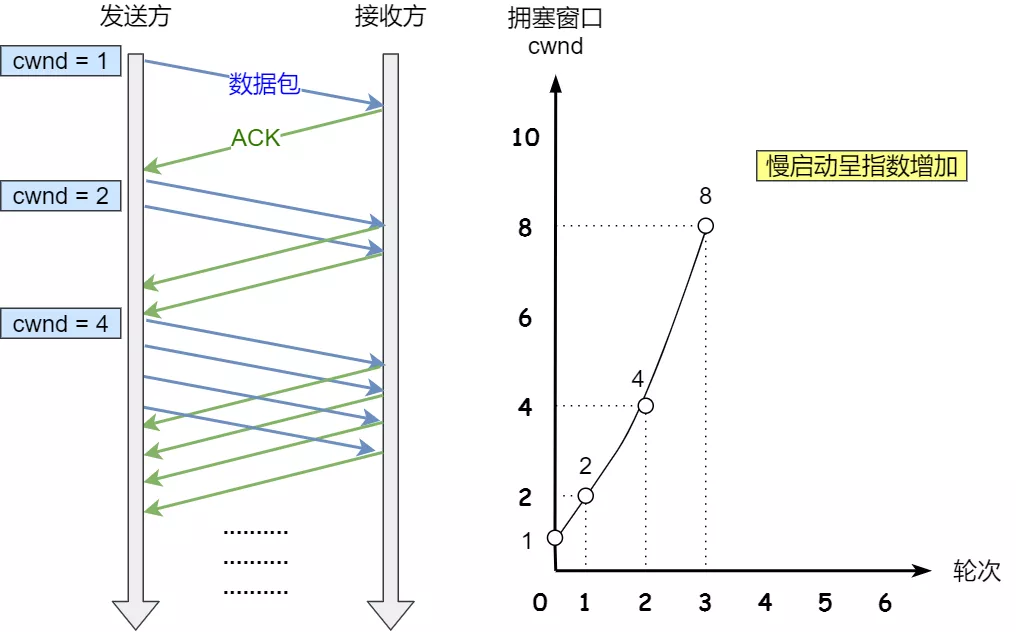 发送方
接收方
cwnd = 1
数据包
ACK
cwnd = 2
cwnd = 4
..........
..........
..........
拥塞窗口
cwnd
慢启动呈指数增加
10
8
6
4
2
1
8
4
2
0 1 2 3 4 5 6
轮次